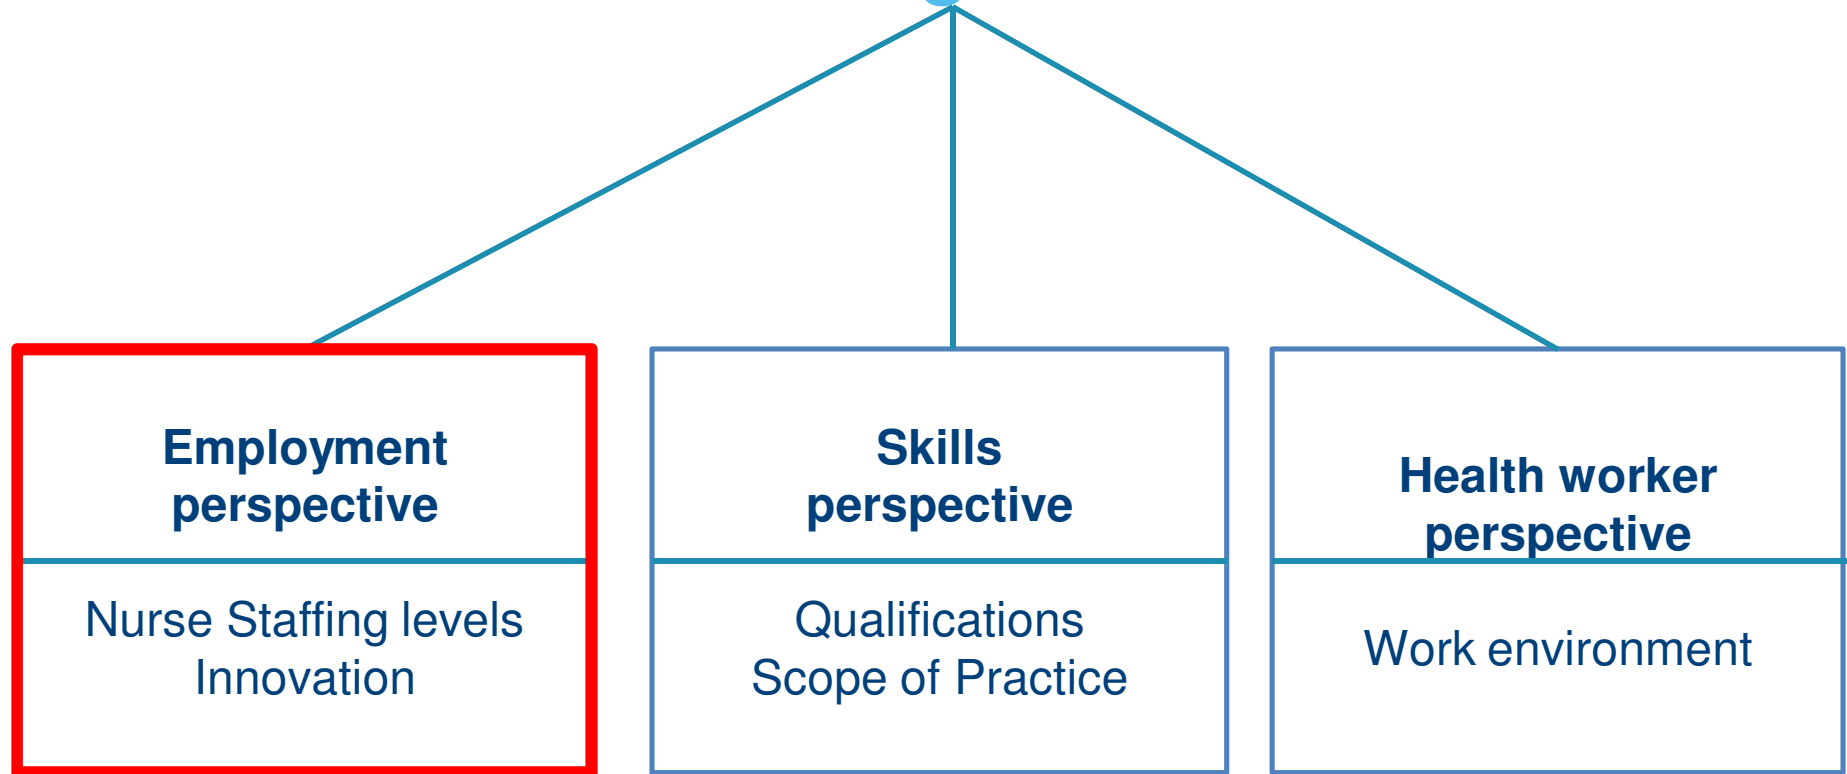 Employment
perspective
Nurse Staffing levels
Innovation
Skills
perspective
Qualifications
Scope of Practice
Health worker
perspective
Work environment